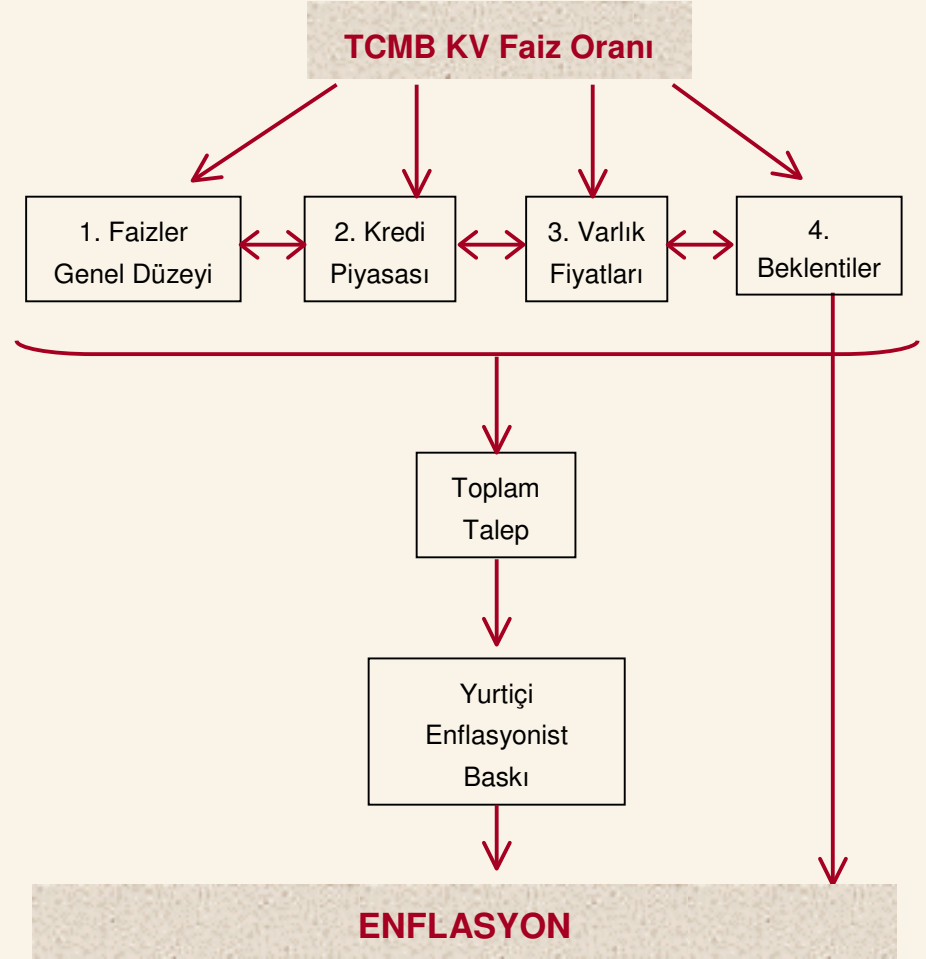 TCMB KV Faiz Oranı
1. Faizler
Genel Düzeyi
2. Kredi
Piyasası
3. Varlık
Fiyatları
4.
Beklentiler
Toplam
Talep
Yurtiçi
Enflasyonist
Baskı
ENFLASYON